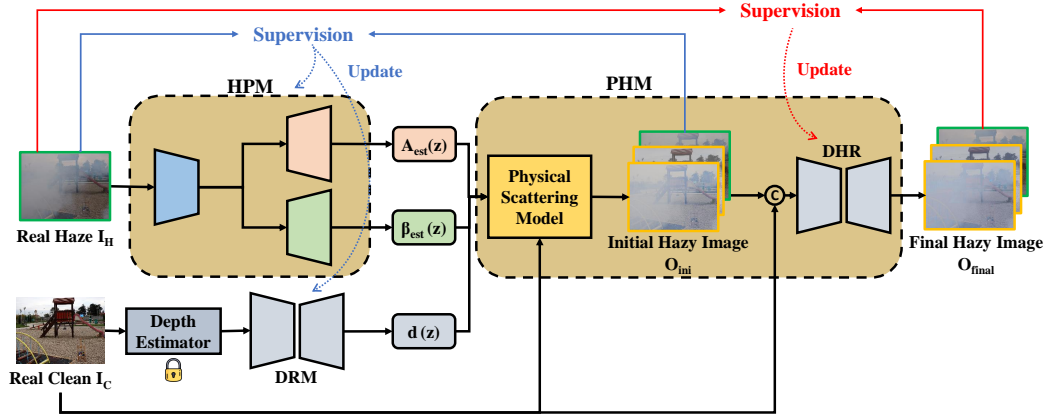 Supervision
Supervision
Update
Update
HPM
PHM
DHR
A_est(z)
Physical
Scattering
Model
C
β_est(z)
Real Haze I_H
Initial Hazy Image
O_ini
Final Hazy Image
O_final
Depth
Estimator
d (z)
DRM
Real Clean I_C